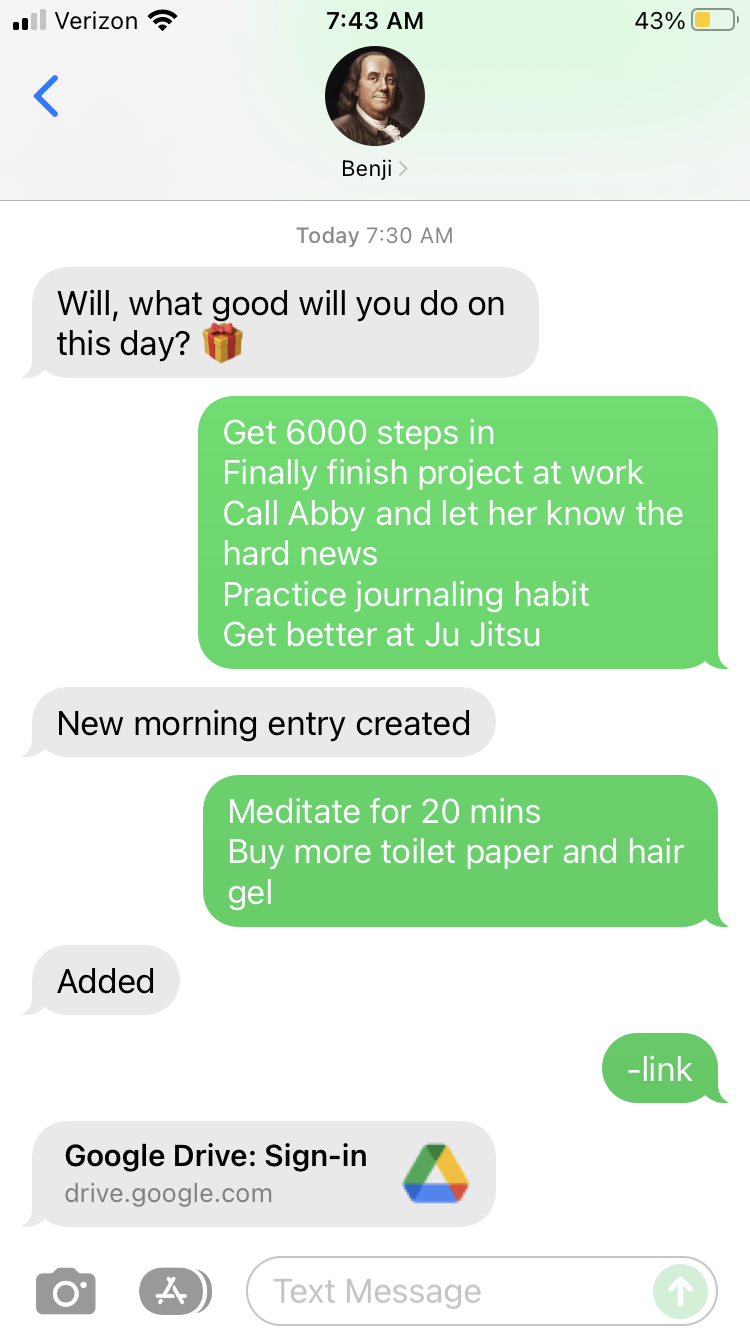 Verizon 7:43 AM 43%
Benji
Today 7:30 AM
Will, what good will you do on
this day? 🎁
Get 6000 steps in
Finally finish project at work
Call Abby and let her know the
hard news
Practice journaling habit
Get better at Ju Jitsu
New morning entry created
Meditate for 20 mins
Buy more toilet paper and hair
gel
Added
-link
Google Drive: Sign-in
drive.google.com
Text Message